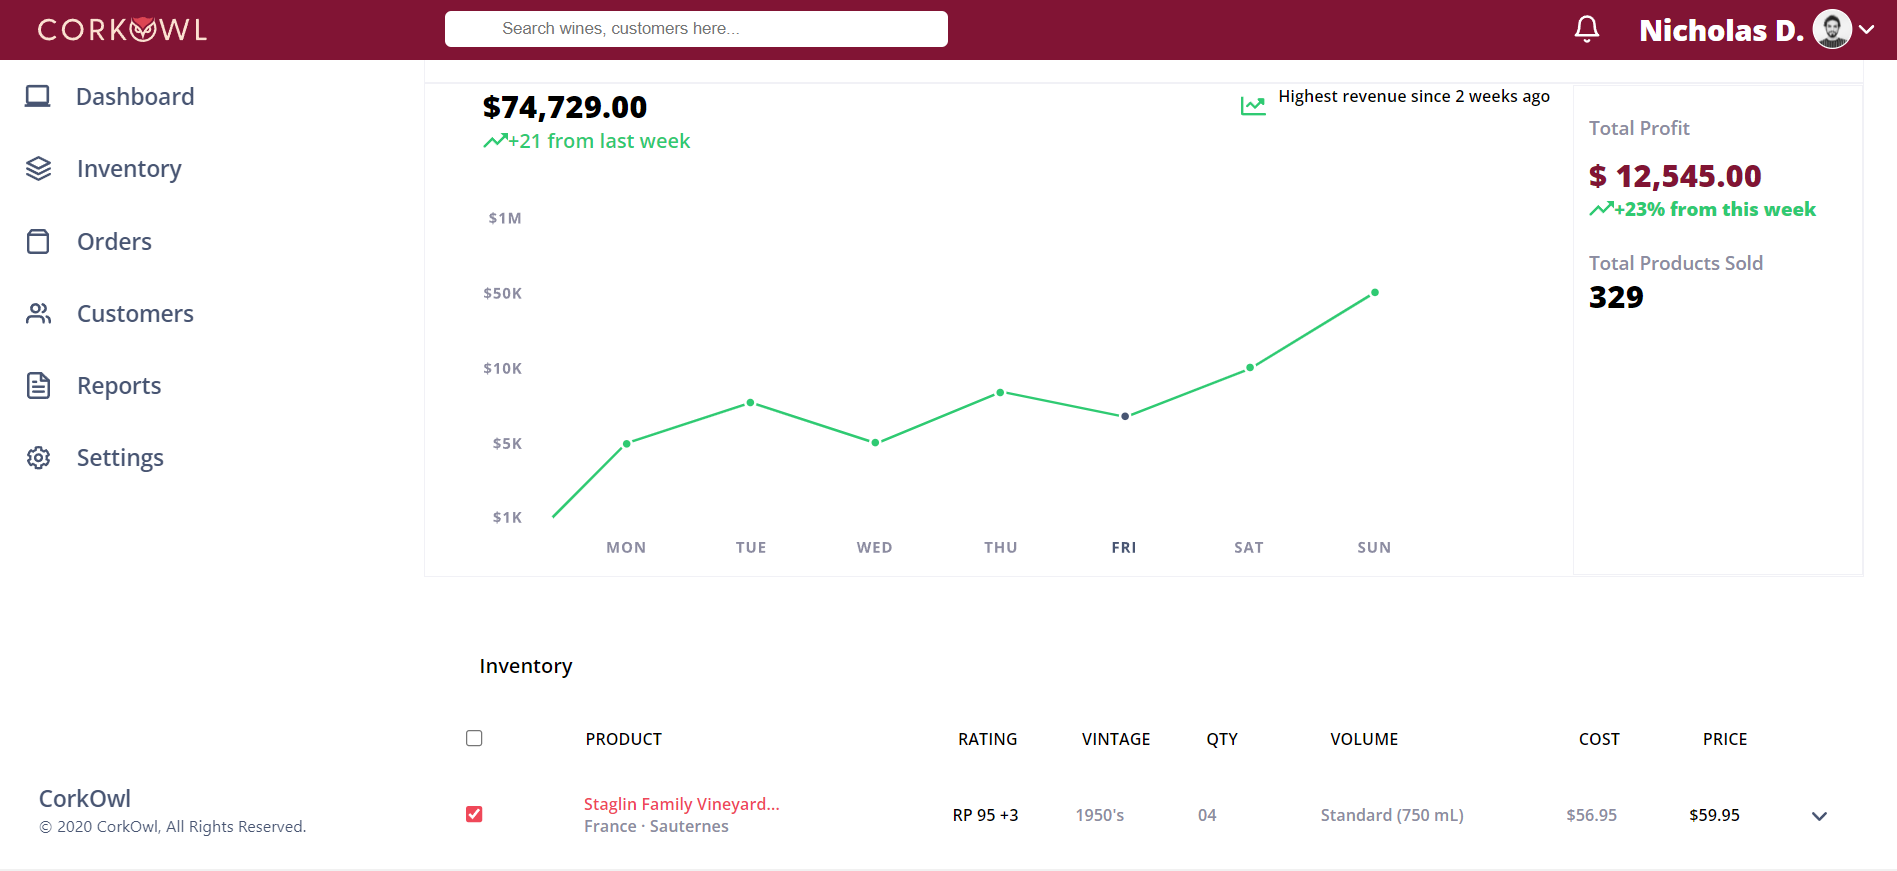 CORKOWL
Search wines, customers here...
Nicholas D.
Dashboard
Inventory
Orders
Customers
Reports
Settings
$74,729.00
+21 from last week
Highest revenue since 2 weeks ago
$1M
$50K
$10K
$5K
$1K
MON TUE WED THU FRI SAT SUN
Total Profit
$ 12,545.00
+23% from this week
Total Products Sold
329
Inventory
PRODUCT RATING VINTAGE QTY VOLUME COST PRICE
Staglin Family Vineyard...
France · Sauternes
RP 95 +3 1950's 04 Standard (750 mL) $56.95 $59.95
CorkOwl
© 2020 CorkOwl, All Rights Reserved.